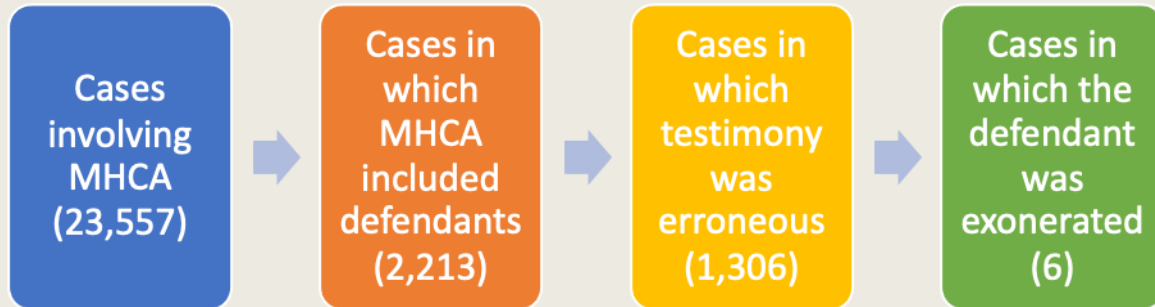 Cases
involving
MHCA
(23,557)
Cases in
which
MHCA
included
defendants
(2,213)
Cases in
which
testimony
was
erroneous
(1,306)
Cases in
which the
defendant
was
exonerated
(6)